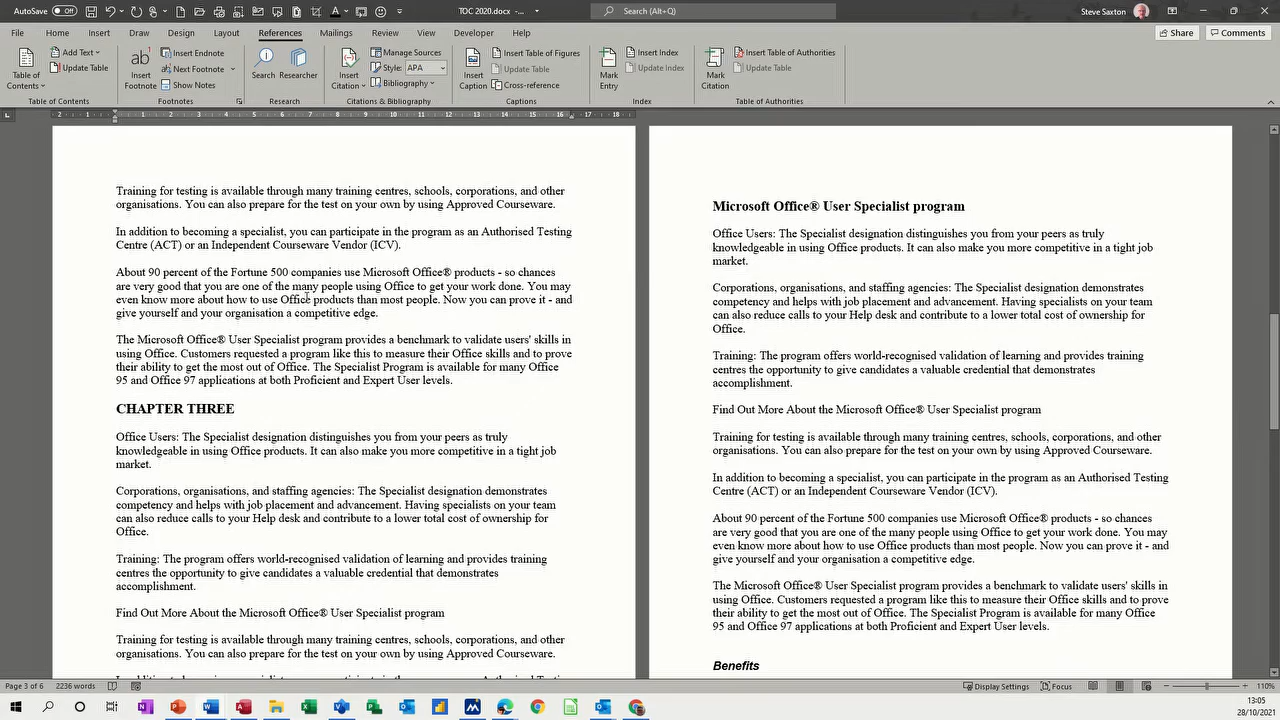 AutoSave Off
TOC 2020.docx -...
Search (Alt+Q)
Steve Saxton
File Home Insert Draw Design Layout References Mailings Review View Developer Help
Share Comments
Table of Contents
Add Text
Update Table
Table of Contents
ab
Insert Footnote
Insert Endnote
Next Footnote
Show Notes
Footnotes
Search
Researcher
Research
Insert Citation
Manage Sources
Style: APA
Bibliography
Citations & Bibliography
Insert Caption
Insert Table of Figures
Update Table
Cross-reference
Captions
Mark Entry
Insert Index
Update Index
Index
Mark Citation
Insert Table of Authorities
Update Table
Table of Authorities
2 1 1 2 3 4 5 6 7 8 9 10 11 12 13 14 15 16 17 18
Training for testing is available through many training centres, schools, corporations, and other
organisations. You can also prepare for the test on your own by using Approved Courseware.
In addition to becoming a specialist, you can participate in the program as an Authorised Testing
Centre (ACT) or an Independent Courseware Vendor (ICV).
About 90 percent of the Fortune 500 companies use Microsoft Office® products - so chances
are very good that you are one of the many people using Office to get your work done. You may
even know more about how to use Office products than most people. Now you can prove it - and
give yourself and your organisation a competitive edge.
The Microsoft Office® User Specialist program provides a benchmark to validate users' skills in
using Office. Customers requested a program like this to measure their Office skills and to prove
their ability to get the most out of Office. The Specialist Program is available for many Office
95 and Office 97 applications at both Proficient and Expert User levels.
CHAPTER THREE
Office Users: The Specialist designation distinguishes you from your peers as truly
knowledgeable in using Office products. It can also make you more competitive in a tight job
market.
Corporations, organisations, and staffing agencies: The Specialist designation demonstrates
competency and helps with job placement and advancement. Having specialists on your team
can also reduce calls to your Help desk and contribute to a lower total cost of ownership for
Office.
Training: The program offers world-recognised validation of learning and provides training
centres the opportunity to give candidates a valuable credential that demonstrates
accomplishment.
Find Out More About the Microsoft Office® User Specialist program
Training for testing is available through many training centres, schools, corporations, and other
organisations. You can also prepare for the test on your own by using Approved Courseware.
Microsoft Office® User Specialist program
Office Users: The Specialist designation distinguishes you from your peers as truly
knowledgeable in using Office products. It can also make you more competitive in a tight job
market.
Corporations, organisations, and staffing agencies: The Specialist designation demonstrates
competency and helps with job placement and advancement. Having specialists on your team
can also reduce calls to your Help desk and contribute to a lower total cost of ownership for
Office.
Training: The program offers world-recognised validation of learning and provides training
centres the opportunity to give candidates a valuable credential that demonstrates
accomplishment.
Find Out More About the Microsoft Office® User Specialist program
Training for testing is available through many training centres, schools, corporations, and other
organisations. You can also prepare for the test on your own by using Approved Courseware.
In addition to becoming a specialist, you can participate in the program as an Authorised Testing
Centre (ACT) or an Independent Courseware Vendor (ICV).
About 90 percent of the Fortune 500 companies use Microsoft Office® products - so chances
are very good that you are one of the many people using Office to get your work done. You may
even know more about how to use Office products than most people. Now you can prove it - and
give yourself and your organisation a competitive edge.
The Microsoft Office® User Specialist program provides a benchmark to validate users' skills in
using Office. Customers requested a program like this to measure their Office skills and to prove
their ability to get the most out of Office. The Specialist Program is available for many Office
95 and Office 97 applications at both Proficient and Expert User levels.
Benefits
Page 3 of 6 2236 words
Display Settings Focus 110%
13:05
28/10/2021